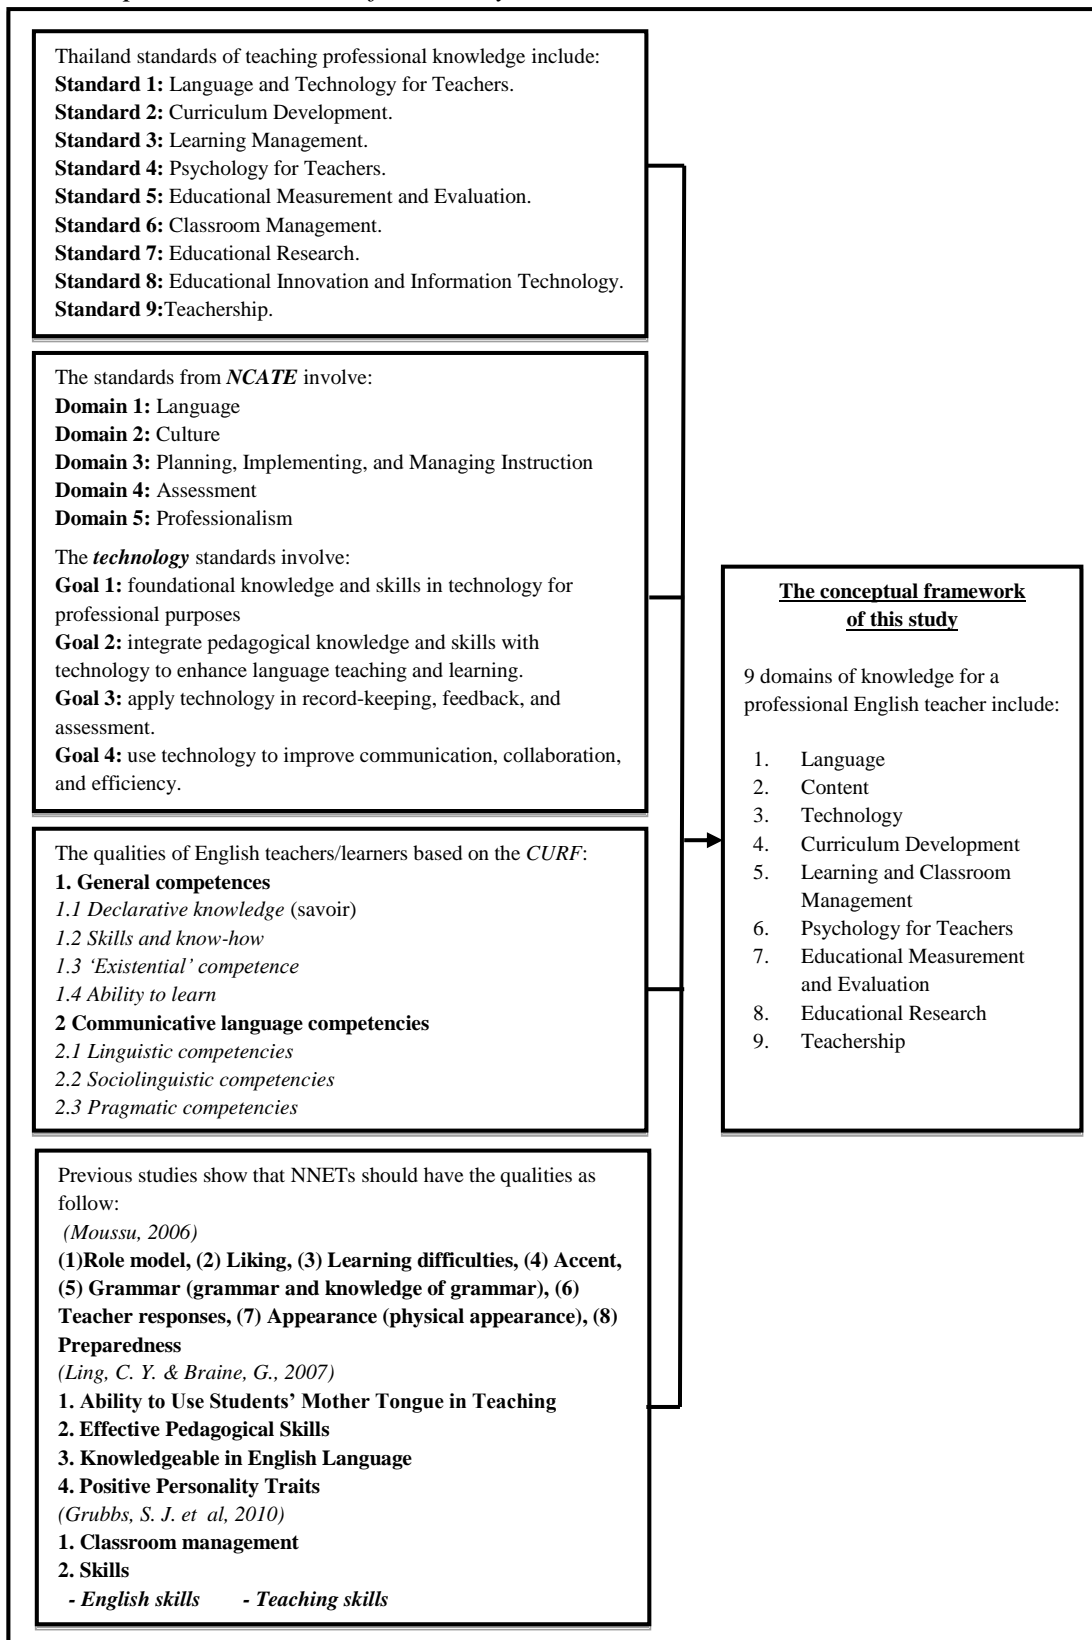 Thailand standards of teaching professional knowledge include:
Standard 1: Language and Technology for Teachers.
Standard 2: Curriculum Development.
Standard 3: Learning Management.
Standard 4: Psychology for Teachers.
Standard 5: Educational Measurement and Evaluation.
Standard 6: Classroom Management.
Standard 7: Educational Research.
Standard 8: Educational Innovation and Information Technology.
Standard 9:Teachership.
The standards from NCATE involve:
Domain 1: Language
Domain 2: Culture
Domain 3: Planning, Implementing, and Managing Instruction
Domain 4: Assessment
Domain 5: Professionalism
The technology standards involve:
Goal 1: foundational knowledge and skills in technology for
professional purposes
Goal 2: integrate pedagogical knowledge and skills with
technology to enhance language teaching and learning.
Goal 3: apply technology in record-keeping, feedback, and
assessment.
Goal 4: use technology to improve communication, collaboration,
and efficiency.
The qualities of English teachers/learners based on the CURF:
1. General competences
1.1 Declarative knowledge (savoir)
1.2 Skills and know-how
1.3 ‘Existential’ competence
1.4 Ability to learn
2 Communicative language competencies
2.1 Linguistic competencies
2.2 Sociolinguistic competencies
2.3 Pragmatic competencies
Previous studies show that NNETs should have the qualities as
follow:
(Moussu, 2006)
(1)Role model, (2) Liking, (3) Learning difficulties, (4) Accent,
(5) Grammar (grammar and knowledge of grammar), (6)
Teacher responses, (7) Appearance (physical appearance), (8)
Preparedness
(Ling, C. Y. & Braine, G., 2007)
1. Ability to Use Students’ Mother Tongue in Teaching
2. Effective Pedagogical Skills
3. Knowledgeable in English Language
4. Positive Personality Traits
(Grubbs, S. J. et al, 2010)
1. Classroom management
2. Skills
- English skills - Teaching skills
The conceptual framework
of this study
9 domains of knowledge for a
professional English teacher include:
1. Language
2. Content
3. Technology
4. Curriculum Development
5. Learning and Classroom
Management
6. Psychology for Teachers
7. Educational Measurement
and Evaluation
8. Educational Research
9. Teachership